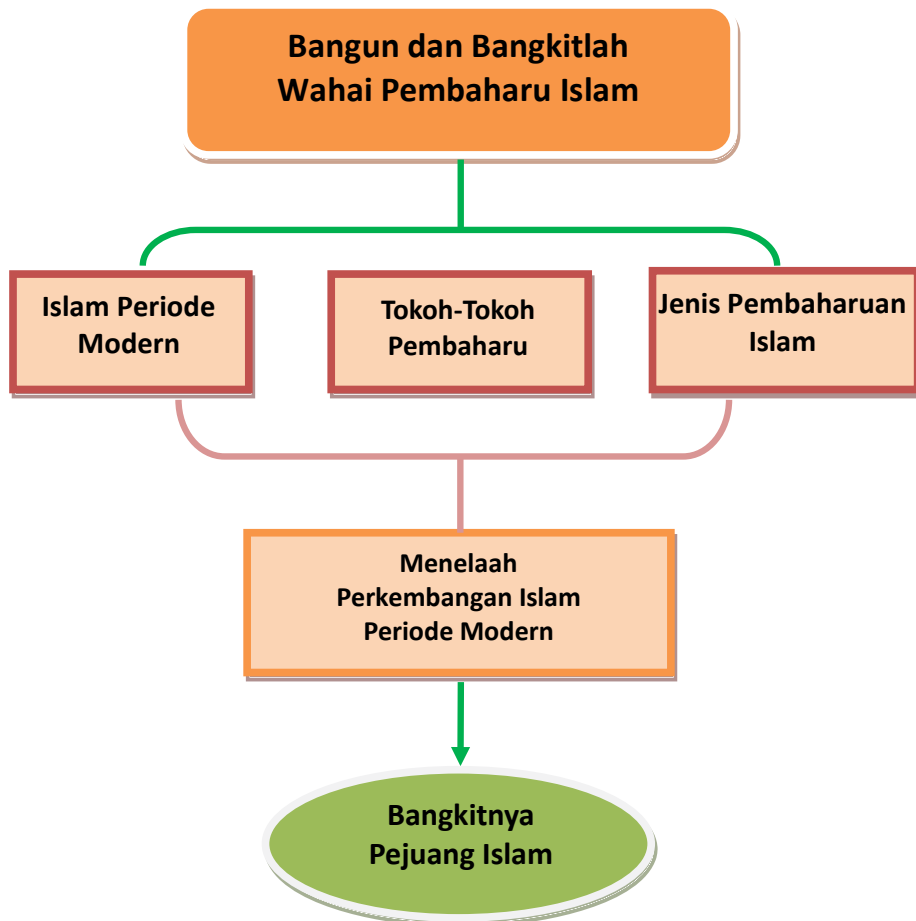 Bangun dan Bangkitlah
Wahai Pembaharu Islam
Islam Periode
Modern
Tokoh-Tokoh
Pembaharu
Jenis Pembaharuan
Islam
Menelaah
Perkembangan Islam
Periode Modern
Bangkitnya
Pejuang Islam